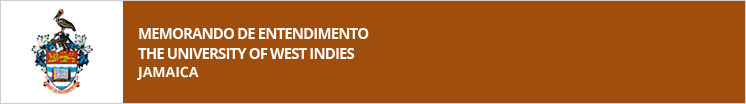 MEMORANDO DE ENTENDIMENTO
THE UNIVERSITY OF WEST INDIES
JAMAICA